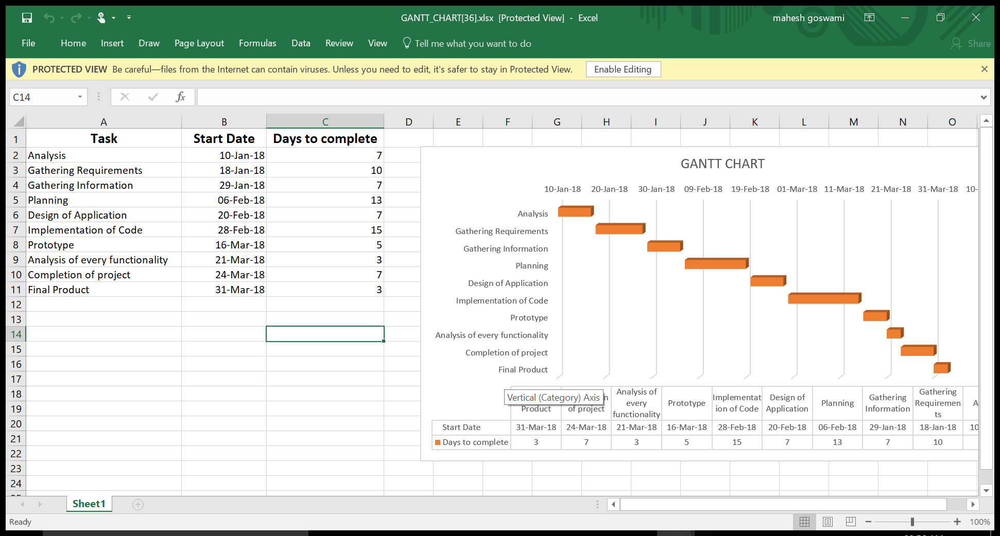 GANTT_CHART[36].xlsx [Protected View] - Excel
mahesh goswami
File Home Insert Draw Page Layout Formulas Data Review View Tell me what you want to do Share
PROTECTED VIEW Be careful—files from the Internet can contain viruses. Unless you need to edit, it's safer to stay in Protected View. Enable Editing
C14 fx
A B C D E F G H I J K L M N O
1 Task Start Date Days to complete
2 Analysis 10-Jan-18 7
3 Gathering Requirements 18-Jan-18 10
4 Gathering Information 29-Jan-18 7
5 Planning 06-Feb-18 13
6 Design of Application 20-Feb-18 7
7 Implementation of Code 28-Feb-18 15
8 Prototype 16-Mar-18 5
9 Analysis of every functionality 21-Mar-18 3
10 Completion of project 24-Mar-18 7
11 Final Product 31-Mar-18 3
12
13
14
15
16
17
18
19
20
21
22
23
24
GANTT CHART
10-Jan-18 20-Jan-18 30-Jan-18 09-Feb-18 19-Feb-18 01-Mar-18 11-Mar-18 21-Mar-18 31-Mar-18 10-
Analysis
Gathering Requirements
Gathering Information
Planning
Design of Application
Implementation of Code
Prototype
Analysis of every functionality
Completion of project
Final Product
Vertical (Category) Axis
Product
n
of project
Analysis of
every
functionality
Prototype
Implementat
ion of Code
Design of
Application
Planning
Gathering
Information
Gathering
Requiremen
ts
A
Start Date 31-Mar-18 24-Mar-18 21-Mar-18 16-Mar-18 28-Feb-18 20-Feb-18 06-Feb-18 29-Jan-18 18-Jan-18 10
Days to complete 3 7 3 5 15 7 13 7 10
Sheet1
Ready
100%